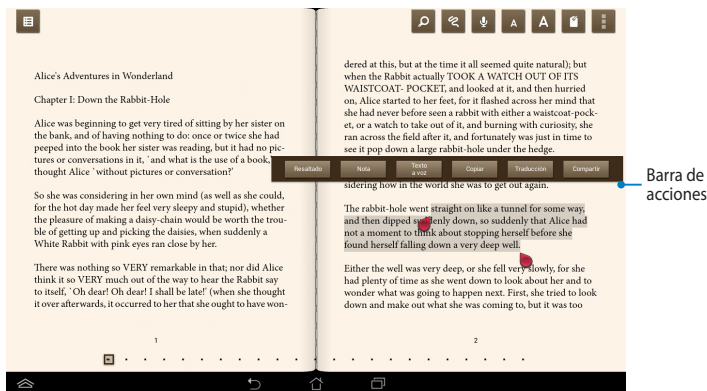 A A
Alice's Adventures in Wonderland
Chapter I: Down the Rabbit-Hole
Alice was beginning to get very tired of sitting by her sister on
the bank, and of having nothing to do: once or twice she had
peeped into the book her sister was reading, but it had no pic-
tures or conversations in it, `and what is the use of a book,'
thought Alice `without pictures or conversation?'
So she was considering in her own mind (as well as she could,
for the hot day made her feel very sleepy and stupid), whether
the pleasure of making a daisy-chain would be worth the trou-
ble of getting up and picking the daisies, when suddenly a
White Rabbit with pink eyes ran close by her.
There was nothing so VERY remarkable in that; nor did Alice
think it so VERY much out of the way to hear the Rabbit say
to itself, `Oh dear! Oh dear! I shall be late!' (when she thought
it over afterwards, it occurred to her that she ought to have won-
1
dered at this, but at the time it all seemed quite natural); but
when the Rabbit actually TOOK A WATCH OUT OF ITS
WAISTCOAT- POCKET, and looked at it, and then hurried
on, Alice started to her feet, for it flashed across her mind that
she had never before seen a rabbit with either a waistcoat-pock-
et, or a watch to take out of it, and burning with curiosity, she
ran across the field after it, and fortunately was just in time to
see it pop down a large rabbit-hole under the hedge.
Resaltado Nota Texto a voz Copiar Traducción Compartir
sidering how in the world she was to get out again.
The rabbit-hole went straight on like a tunnel for some way,
and then dipped suddenly down, so suddenly that Alice had
not a moment to think about stopping herself before she
found herself falling down a very deep well.
Either the well was very deep, or she fell very slowly, for she
had plenty of time as she went down to look about her and to
wonder what was going to happen next. First, she tried to look
down and make out what she was coming to, but it was too
2
Barra de
acciones